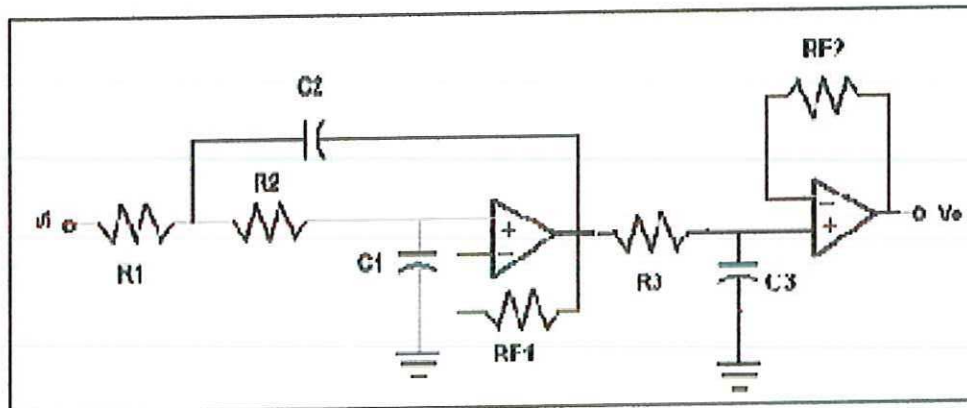 RF2
C2
R2
Vi
R1
C1
+
−
RF1
R3
C3
−
+
Vo